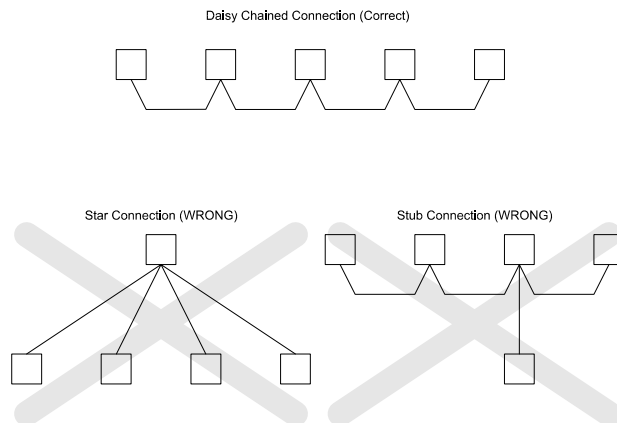 Daisy Chained Connection (Correct)
Star Connection (WRONG)
Stub Connection (WRONG)